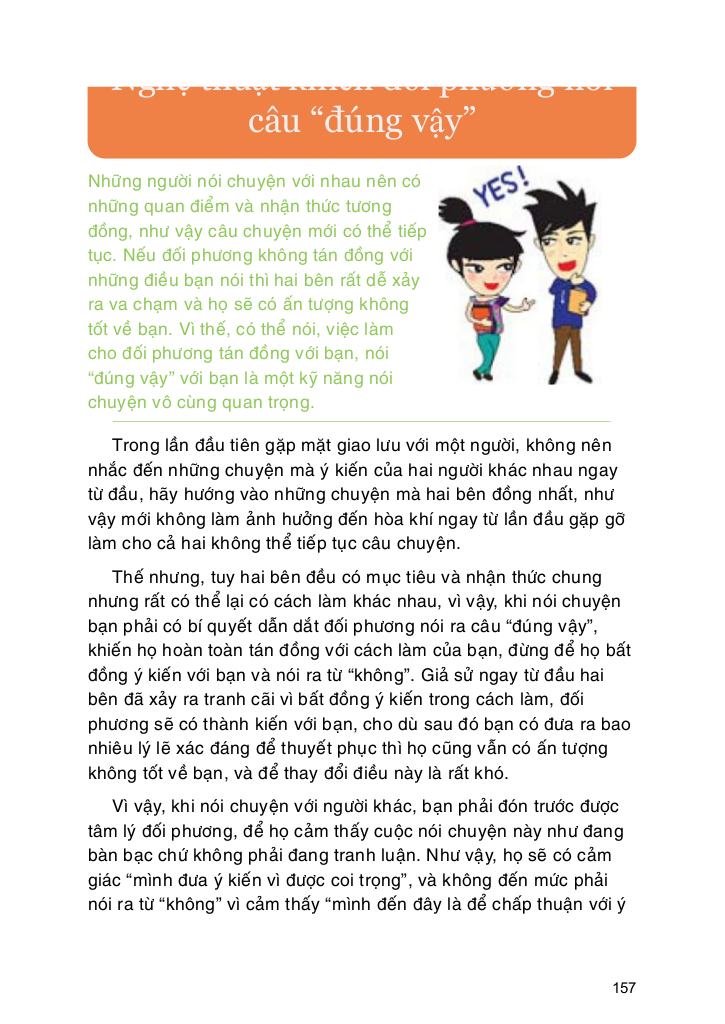 Nghệ thuật khiến đối phương nói
câu “đúng vậy”
Những người nói chuyện với nhau nên có
những quan điểm và nhận thức tương
đồng, như vậy câu chuyện mới có thể tiếp
tục. Nếu đối phương không tán đồng với
những điều bạn nói thì hai bên rất dễ xảy
ra va chạm và họ sẽ có ấn tượng không
tốt về bạn. Vì thế, có thể nói, việc làm
cho đối phương tán đồng với bạn, nói
“đúng vậy” với bạn là một kỹ năng nói
chuyện vô cùng quan trọng.
YES!
Trong lần đầu tiên gặp mặt giao lưu với một người, không nên
nhắc đến những chuyện mà ý kiến của hai người khác nhau ngay
từ đầu, hãy hướng vào những chuyện mà hai bên đồng nhất, như
vậy mới không làm ảnh hưởng đến hòa khí ngay từ lần đầu gặp gỡ
làm cho cả hai không thể tiếp tục câu chuyện.
Thế nhưng, tuy hai bên đều có mục tiêu và nhận thức chung
nhưng rất có thể lại có cách làm khác nhau, vì vậy, khi nói chuyện
bạn phải có bí quyết dẫn dắt đối phương nói ra câu “đúng vậy”,
khiến họ hoàn toàn tán đồng với cách làm của bạn, đừng để họ bất
đồng ý kiến với bạn và nói ra từ “không”. Giả sử ngay từ đầu hai
bên đã xảy ra tranh cãi vì bất đồng ý kiến trong cách làm, đối
phương sẽ có thành kiến với bạn, cho dù sau đó bạn có đưa ra bao
nhiêu lý lẽ xác đáng để thuyết phục thì họ cũng vẫn có ấn tượng
không tốt về bạn, và để thay đổi điều này là rất khó.
Vì vậy, khi nói chuyện với người khác, bạn phải đón trước được
tâm lý đối phương, để họ cảm thấy cuộc nói chuyện này như đang
bàn bạc chứ không phải đang tranh luận. Như vậy, họ sẽ có cảm
giác “mình đưa ý kiến vì được coi trọng”, và không đến mức phải
nói ra từ “không” vì cảm thấy “mình đến đây là để chấp thuận với ý
157